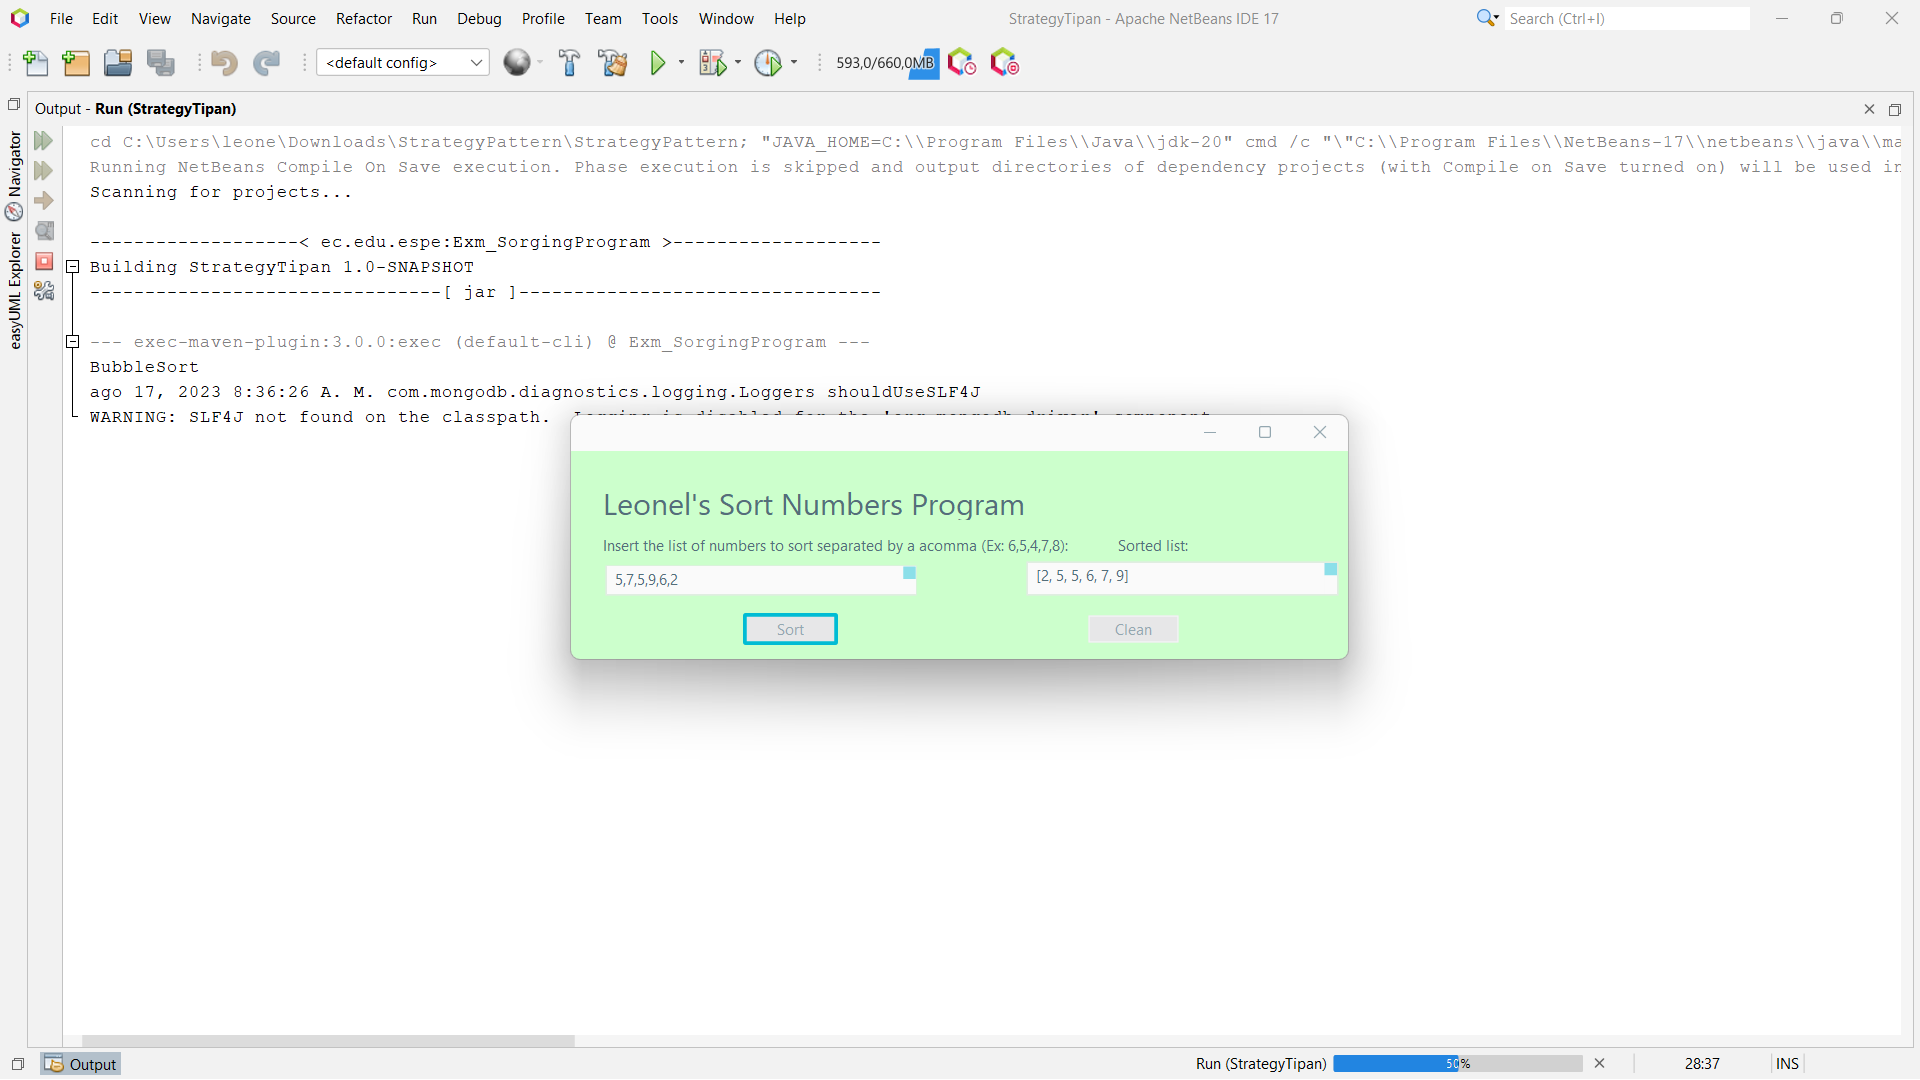 File Edit View Navigate Source Refactor Run Debug Profile Team Tools Window Help
StrategyTipan - Apache NetBeans IDE 17
Search (Ctrl+I)
<default config>
593,0/660,0MB
Output - Run (StrategyTipan)
Navigator
easyUML Explorer
cd C:\Users\leone\Downloads\StrategyPattern\StrategyPattern; "JAVA_HOME=C:\\Program Files\\Java\\jdk-20" cmd /c "\"C:\\Program Files\\NetBeans-17\\netbeans\\java\\ma
Running NetBeans Compile On Save execution. Phase execution is skipped and output directories of dependency projects (with Compile on Save turned on) will be used in
Scanning for projects...
-------------------< ec.edu.espe:Exm_SorgingProgram >-------------------
Building StrategyTipan 1.0-SNAPSHOT
--------------------------------[ jar ]---------------------------------
--- exec-maven-plugin:3.0.0:exec (default-cli) @ Exm_SorgingProgram ---
BubbleSort
ago 17, 2023 8:36:26 A. M. com.mongodb.diagnostics.logging.Loggers shouldUseSLF4J
WARNING: SLF4J not found on the classpath.
Leonel's Sort Numbers Program
Insert the list of numbers to sort separated by a acomma (Ex: 6,5,4,7,8): Sorted list:
5,7,5,9,6,2 [2, 5, 5, 6, 7, 9]
Sort Clean
Output
Run (StrategyTipan) 50% 28:37 INS